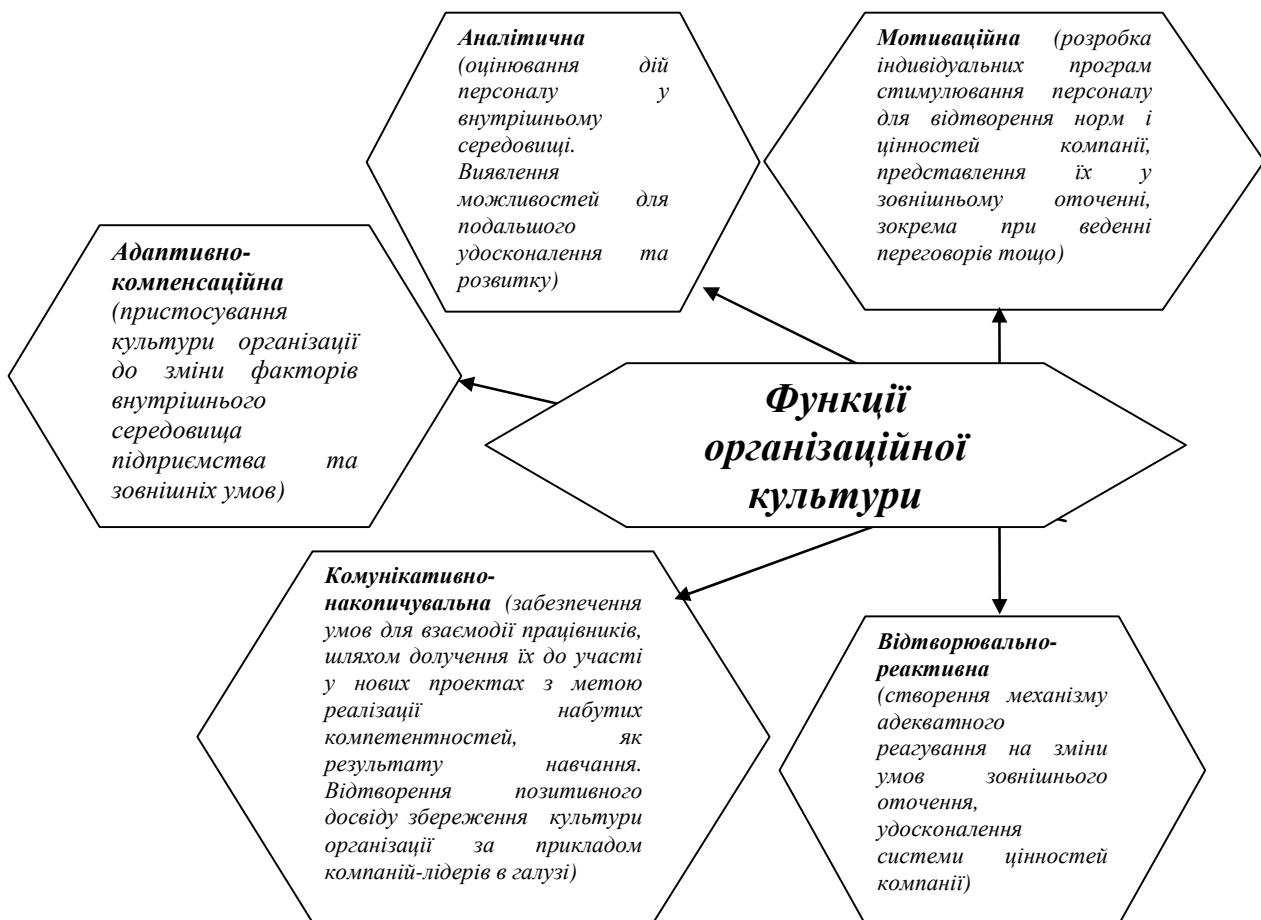 Аналітична
(оцінювання дій
персоналу у
внутрішньому
середовищі.
Виявлення
можливостей для
подальшого
удосконалення та
розвитку)
Мотиваційна (розробка
індивідуальних програм
стимулювання персоналу
для відтворення норм і
цінностей компанії,
представлення їх у
зовнішньому оточенні,
зокрема при веденні
переговорів тощо)
Адаптивно-
компенсаційна
(пристосування
культури організації
до зміни факторів
внутрішнього
середовища
підприємства та
зовнішніх умов)
Функції
організаційної
культури
Комунікативно-
накопичувальна (забезпечення
умов для взаємодії працівників,
шляхом долучення їх до участі
у нових проектах з метою
реалізації набутих
компетентностей, як
результату навчання.
Відтворення позитивного
досвіду збереження культури
організації за прикладом
компаній-лідерів в галузі)
Відтворювально-
реактивна
(створення механізму
адекватного
реагування на зміни
умов зовнішнього
оточення,
удосконалення
системи цінностей
компанії)